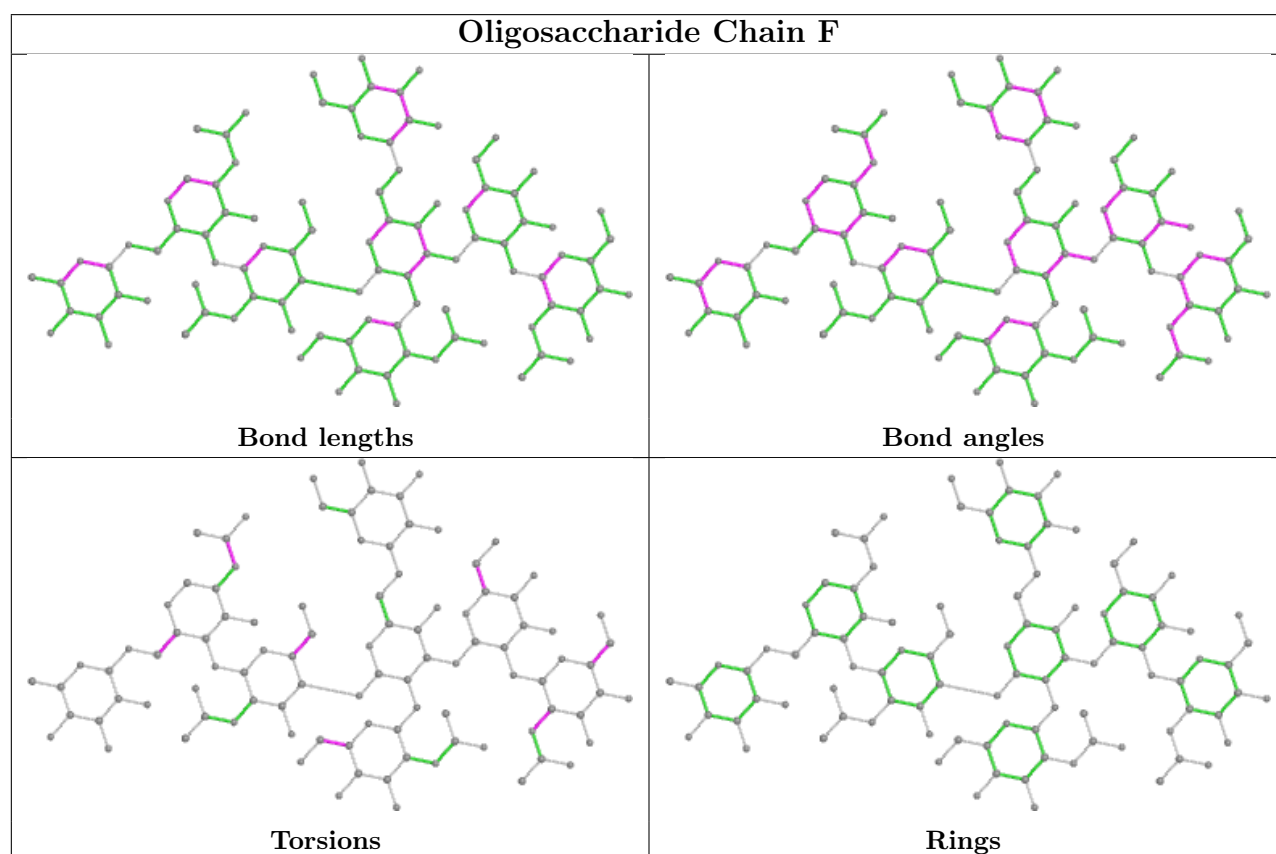 Oligosaccharide Chain F
Bond lengths
Bond angles
Torsions
Rings